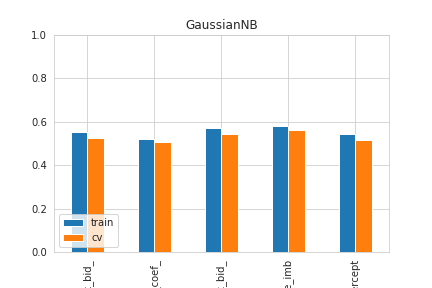 GaussianNB
1.0
0.8
0.6
0.4
0.2
0.0
train
cv
_bid_
coef_
_bid_
e_imb
ercept